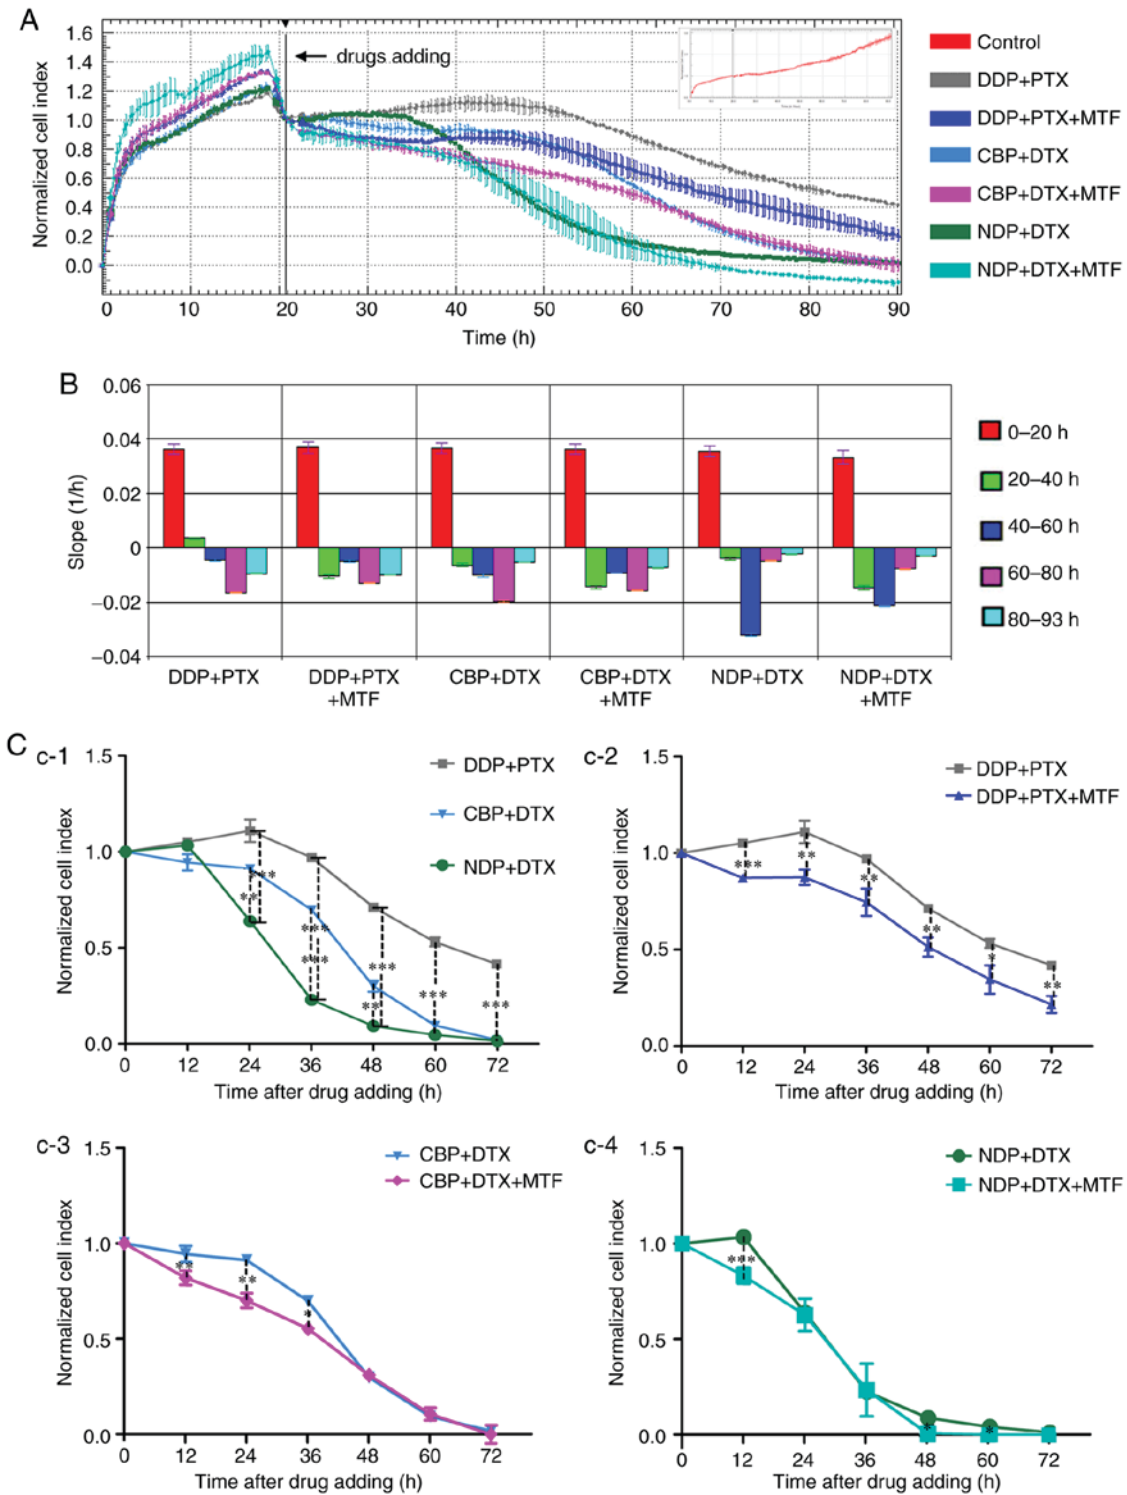 A
Normalized cell index
1.6
1.4
1.2
1.0
0.8
0.6
0.4
0.2
0.0
drugs adding
0 10 20 30 40 50 60 70 80 90
Time (h)
Control
DDP+PTX
DDP+PTX+MTF
CBP+DTX
CBP+DTX+MTF
NDP+DTX
NDP+DTX+MTF
B
Slope (1/h)
0.06
0.04
0.02
0
−0.02
−0.04
DDP+PTX DDP+PTX CBP+DTX CBP+DTX NDP+DTX NDP+DTX
+MTF +MTF +MTF
0–20 h
20–40 h
40–60 h
60–80 h
80–93 h
C
c-1
Normalized cell index
1.5
1.0
0.5
0.0
DDP+PTX
CBP+DTX
NDP+DTX
***
**
***
***
***
**
***
***
0 12 24 36 48 60 72
Time after drug adding (h)
c-2
Normalized cell index
1.5
1.0
0.5
0.0
DDP+PTX
DDP+PTX+MTF
***
**
**
**
*
**
0 12 24 36 48 60 72
Time after drug adding (h)
c-3
Normalized cell index
1.5
1.0
0.5
0.0
CBP+DTX
CBP+DTX+MTF
**
**
*
0 12 24 36 48 60 72
Time after drug adding (h)
c-4
Normalized cell index
1.5
1.0
0.5
0.0
NDP+DTX
NDP+DTX+MTF
***
*
*
0 12 24 36 48 60 72
Time after drug adding (h)